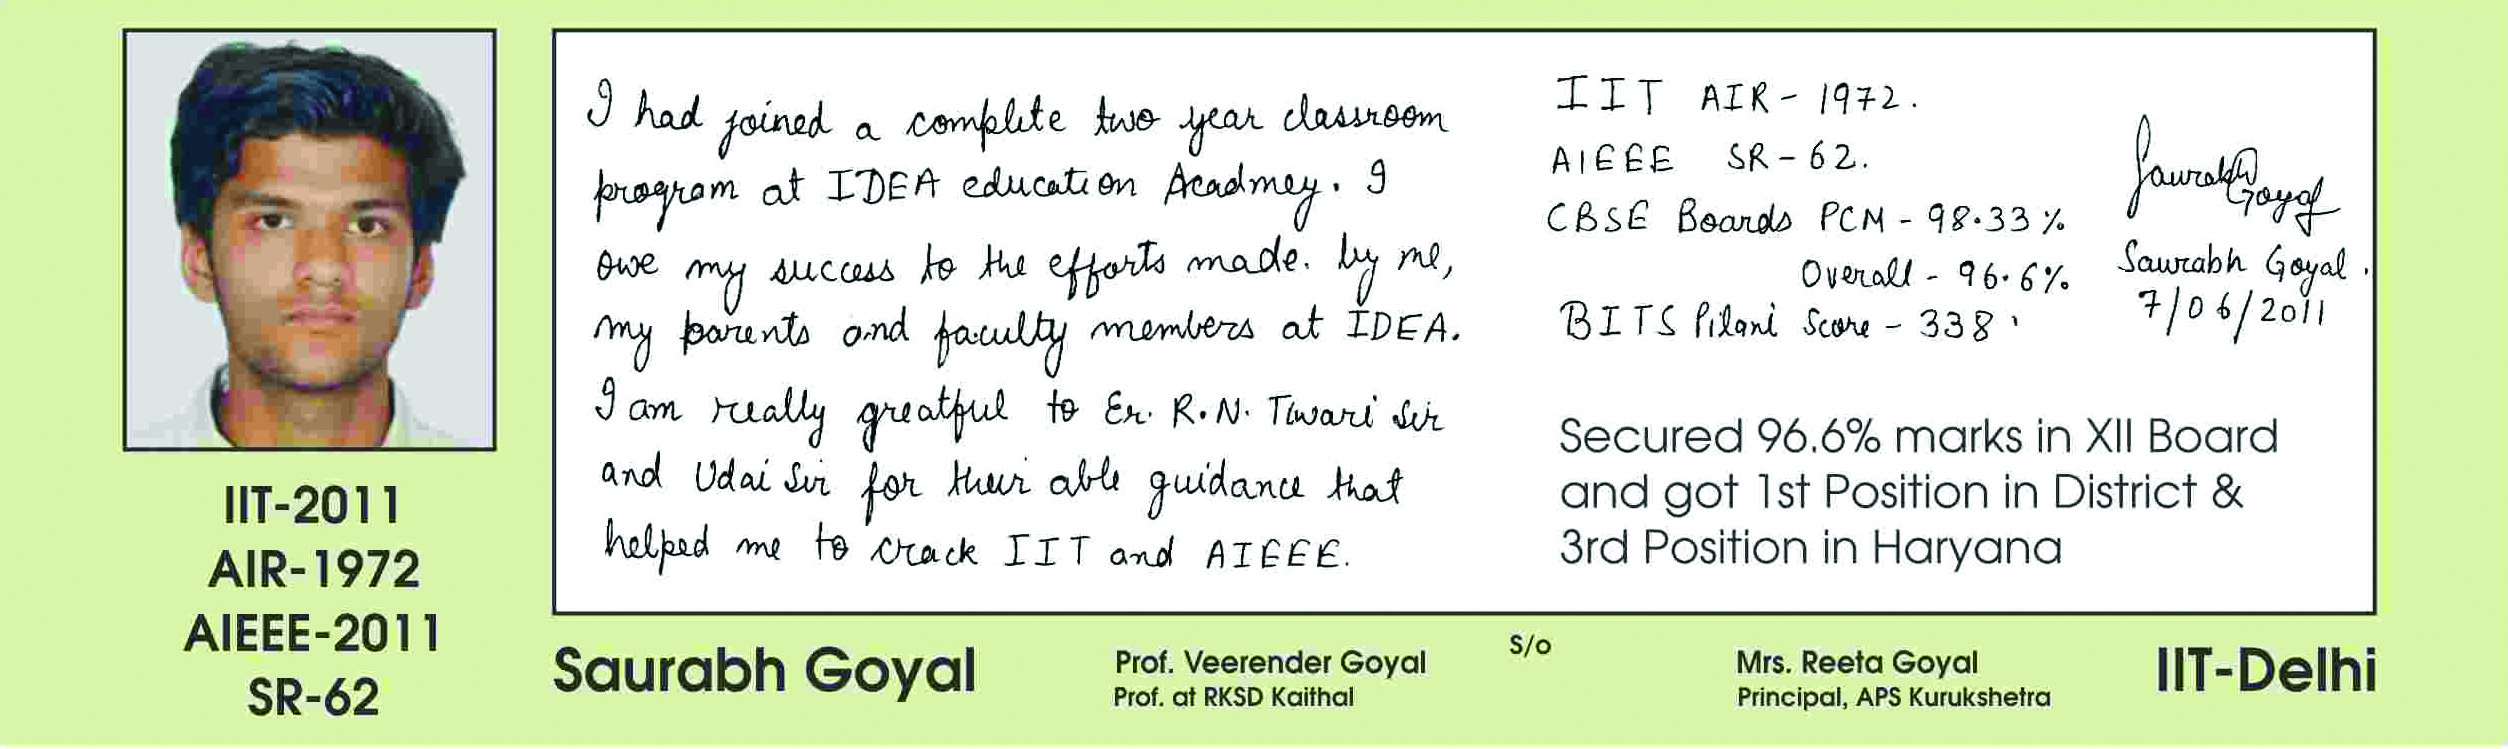 I had joined a complete two year classroom
program at IDEA education Acadmey. I
owe my success to the efforts made. by me,
my parents and faculty members at IDEA.
I am really greatful to Er. R.N. Tiwari Sir
and Udai Sir for their able guidance that
helped me to crack IIT and AIEEE.
IIT AIR- 1972.
AIEEE SR-62.
CBSE Boards PCM - 98.33%
Overall - 96.6%
BITS Pilani Score - 338.
Saurabh
Goyal
Saurabh Goyal.
7/06/2011
Secured 96.6% marks in XII Board
and got 1st Position in District &
3rd Position in Haryana
IIT-2011
AIR-1972
AIEEE-2011
SR-62
Saurabh Goyal
S/o
Prof. Veerender Goyal
Prof. at RKSD Kaithal
Mrs. Reeta Goyal
Principal, APS Kurukshetra
IIT-Delhi